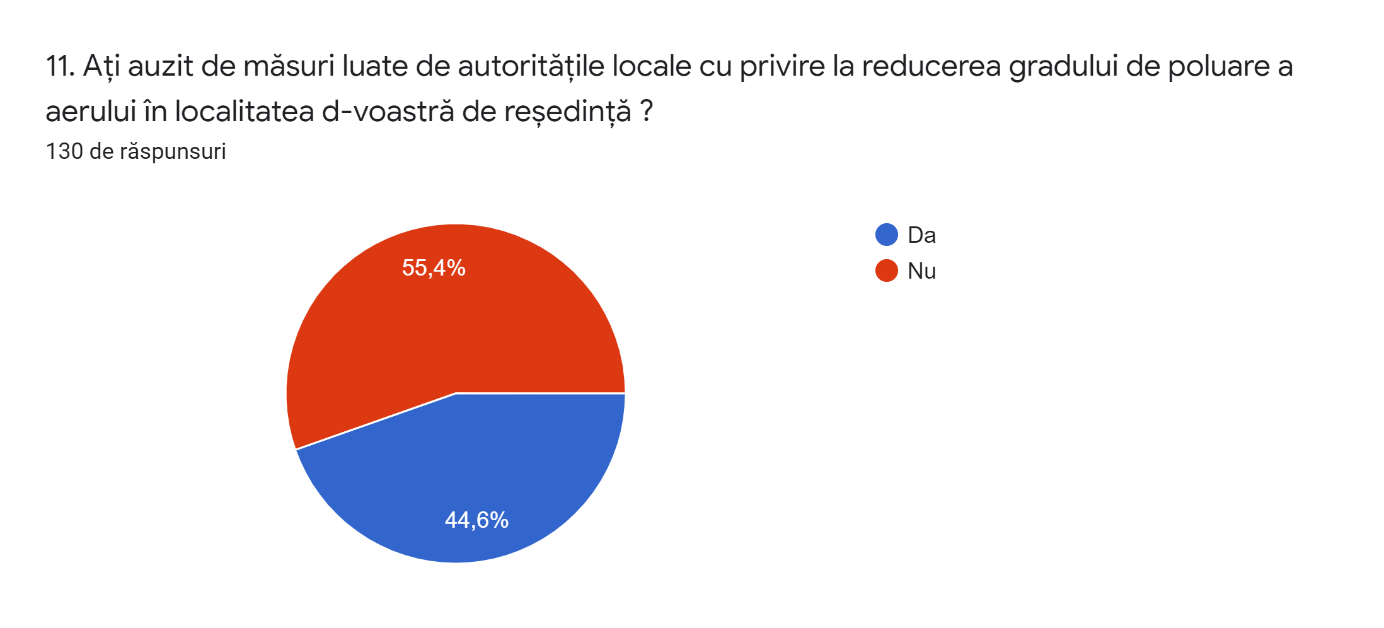 11. Ați auzit de măsuri luate de autoritățile locale cu privire la reducerea gradului de poluare a
aerului în localitatea d-voastră de reședință ?
130 de răspunsuri
Da
Nu
55,4%
44,6%